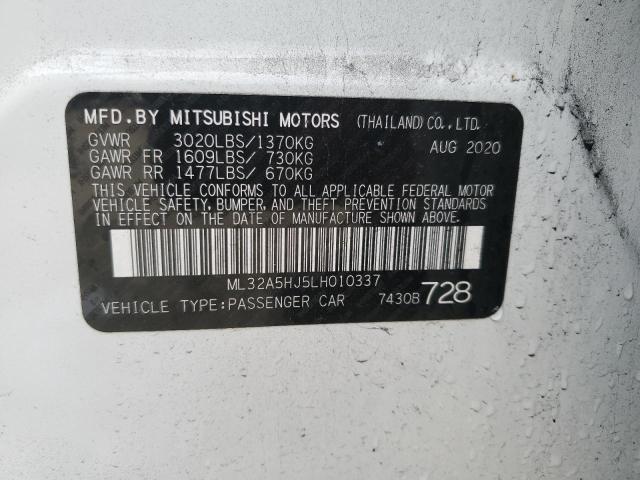 MFD.BY MITSUBISHI MOTORS (THAILAND) CO., LTD.
GVWR 3020LBS/1370KG AUG 2020
GAWR FR 1609LBS/ 730KG
GAWR RR 1477LBS/ 670KG
THIS VEHICLE CONFORMS TO ALL APPLICABLE FEDERAL MOTOR
VEHICLE SAFETY, BUMPER, AND THEFT PREVENTION STANDARDS
IN EFFECT ON THE DATE OF MANUFACTURE SHOWN ABOVE.
ML32A5HJ5LH010337
VEHICLE TYPE:PASSENGER CAR 7430B 728